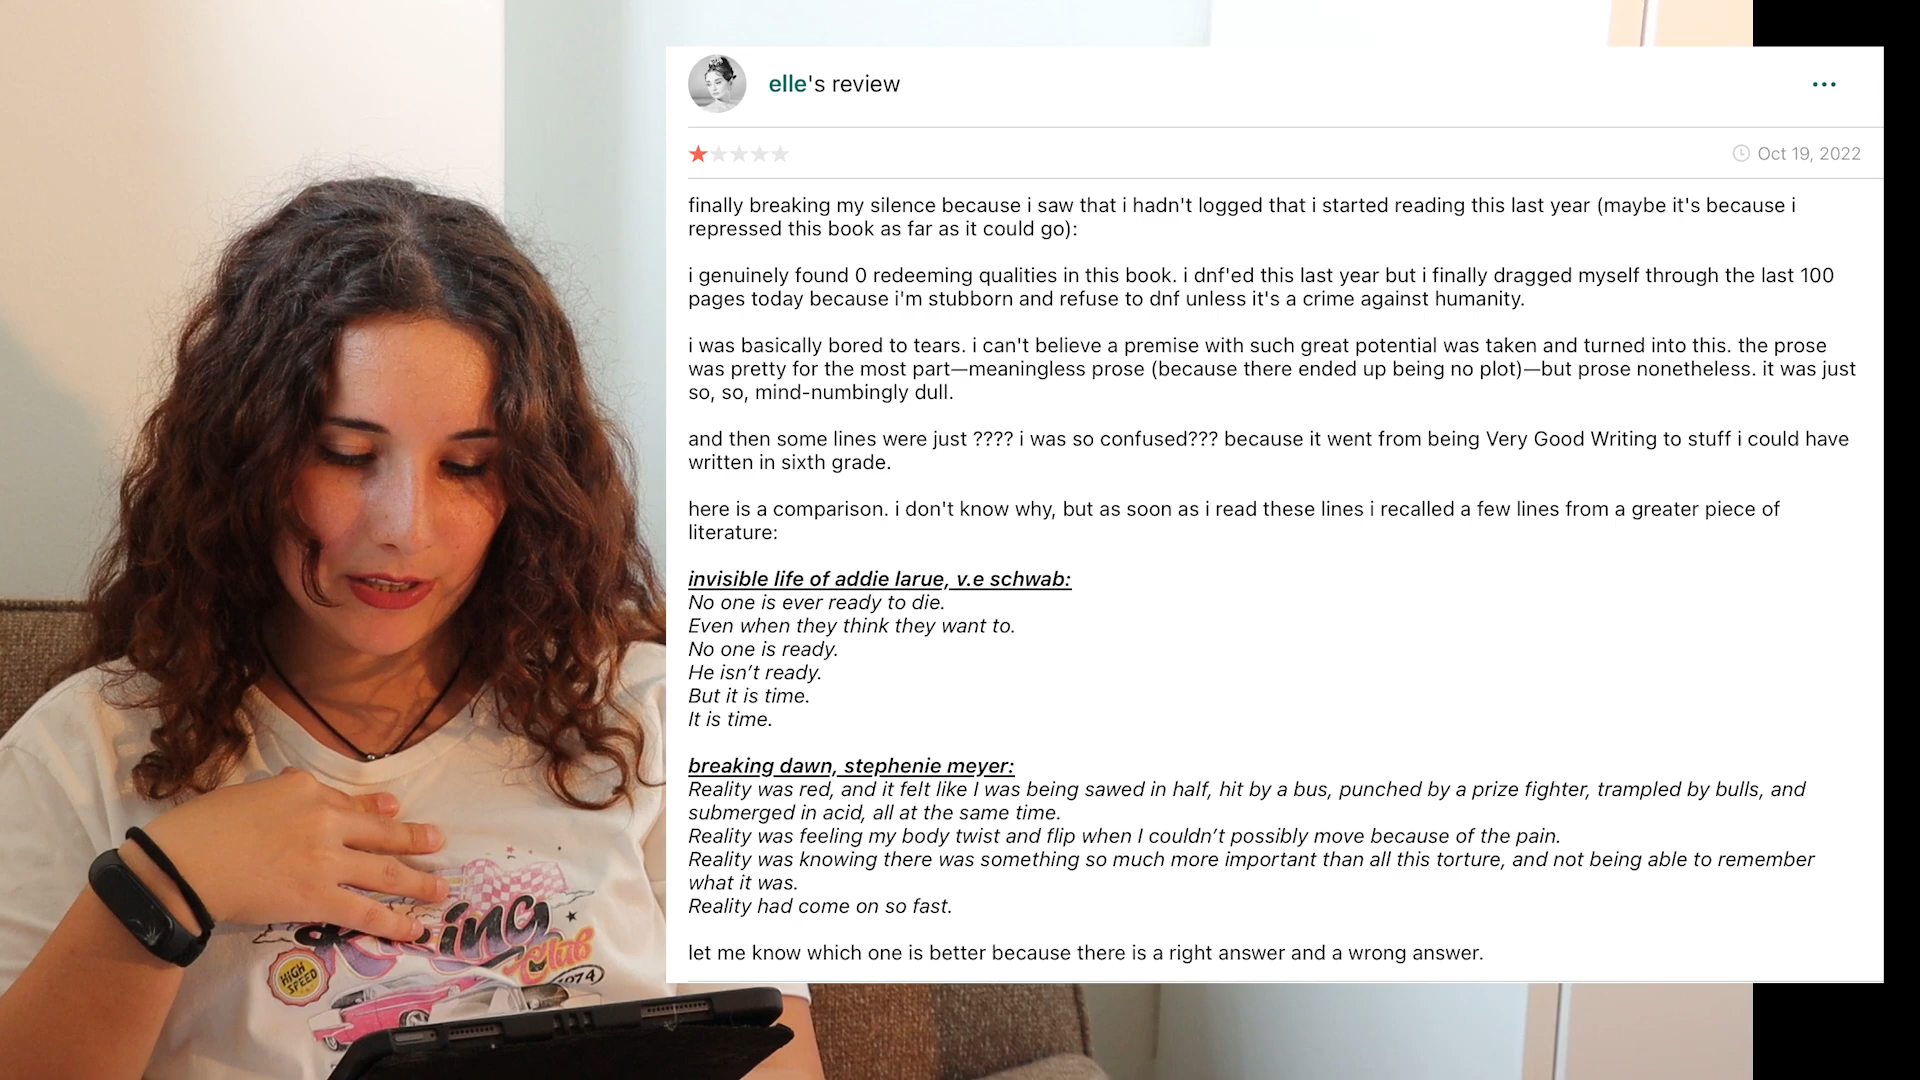 elle's review
Oct 19, 2022
finally breaking my silence because i saw that i hadn't logged that i started reading this last year (maybe it's because i
repressed this book as far as it could go):
i genuinely found 0 redeeming qualities in this book. i dnf'ed this last year but i finally dragged myself through the last 100
pages today because i'm stubborn and refuse to dnf unless it's a crime against humanity.
i was basically bored to tears. i can't believe a premise with such great potential was taken and turned into this. the prose
was pretty for the most part—meaningless prose (because there ended up being no plot)—but prose nonetheless. it was just
so, so, mind-numbingly dull.
and then some lines were just ???? i was so confused??? because it went from being Very Good Writing to stuff i could have
written in sixth grade.
here is a comparison. i don't know why, but as soon as i read these lines i recalled a few lines from a greater piece of
literature:
invisible life of addie larue, v.e schwab:
No one is ever ready to die.
Even when they think they want to.
No one is ready.
He isn’t ready.
But it is time.
It is time.
breaking dawn, stephenie meyer:
Reality was red, and it felt like I was being sawed in half, hit by a bus, punched by a prize fighter, trampled by bulls, and
submerged in acid, all at the same time.
Reality was feeling my body twist and flip when I couldn’t possibly move because of the pain.
Reality was knowing there was something so much more important than all this torture, and not being able to remember
what it was.
Reality had come on so fast.
let me know which one is better because there is a right answer and a wrong answer.
Club
HIGH
SPEED
1974